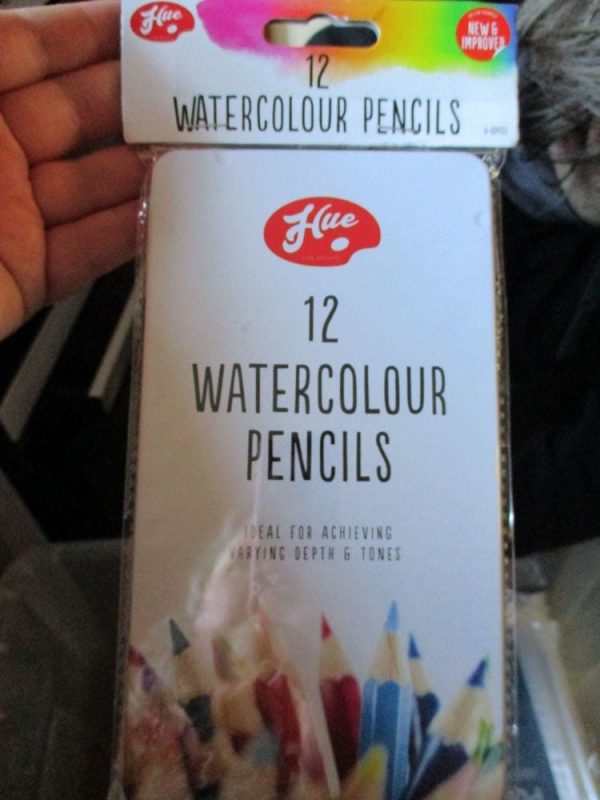 Hue
NEW &
IMPROVED
12
WATERCOLOUR PENCILS
Hue
12
WATERCOLOUR
PENCILS
IDEAL FOR ACHIEVING
VARYING DEPTH & TONES